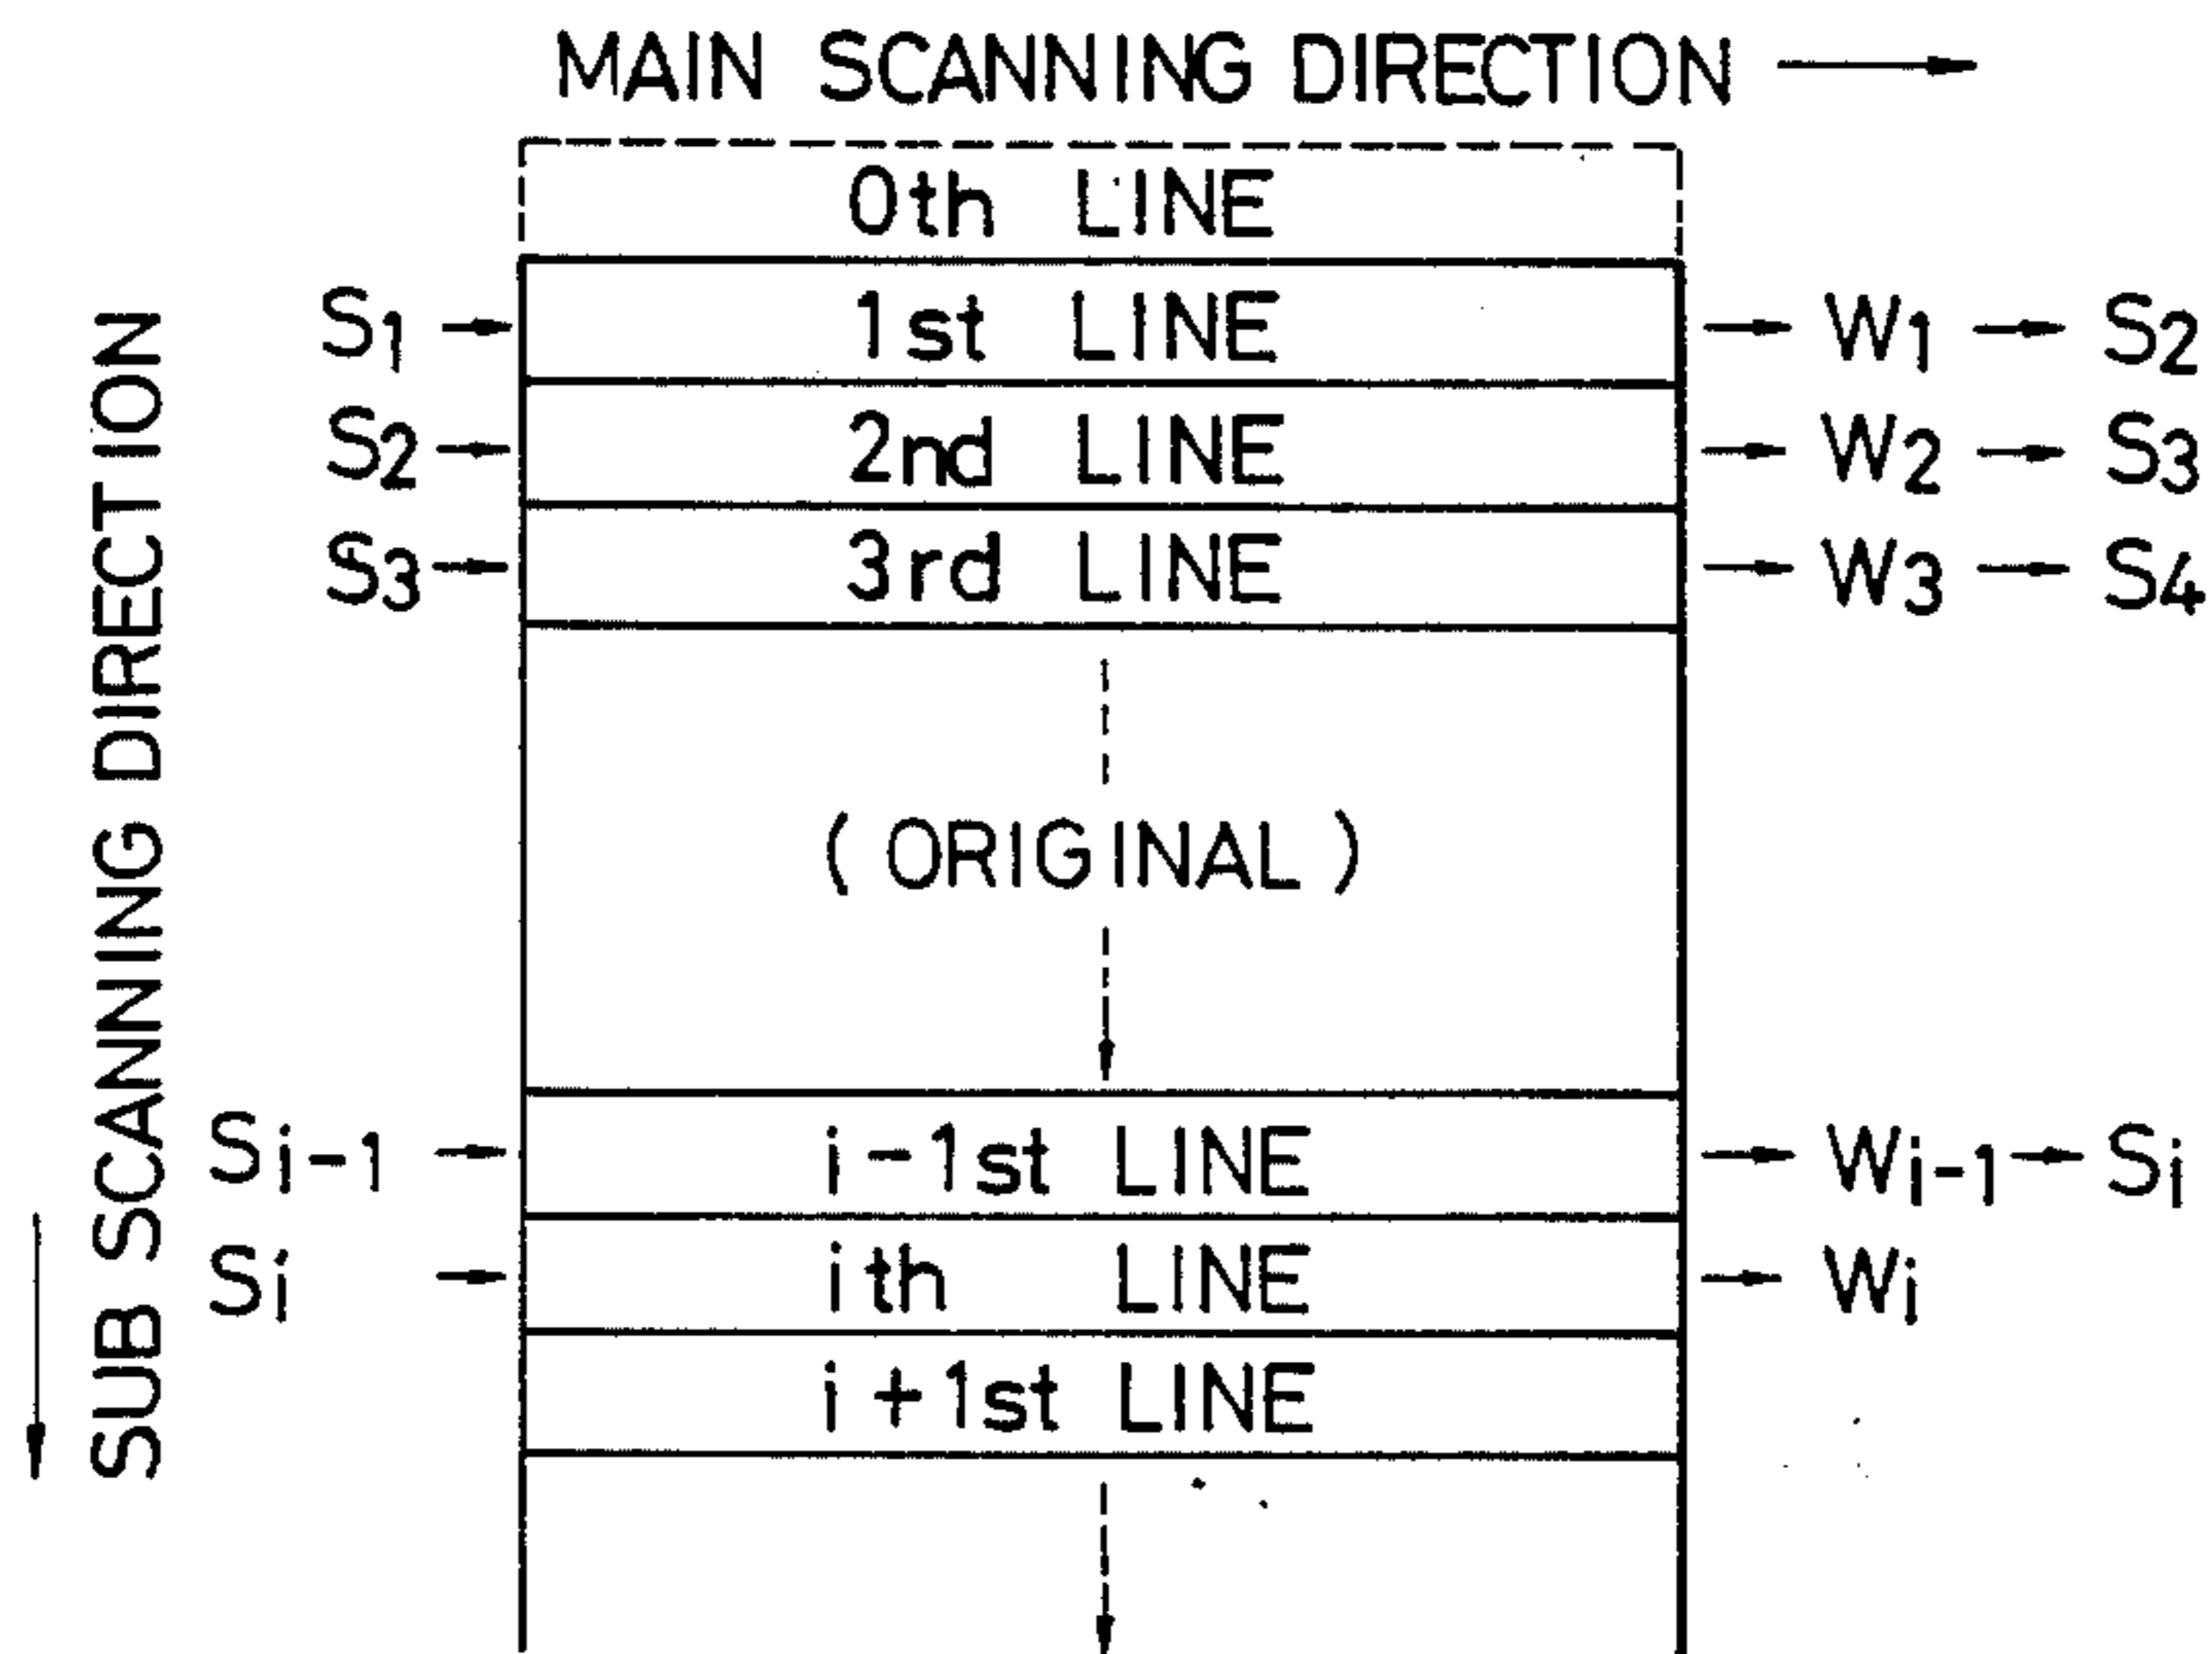 MAIN SCANNING DIRECTION
0th LINE
S1 1st LINE W1 S2
S2 2nd LINE W2 S3
S3 3rd LINE W3 S4
SUB SCANNING DIRECTION
( ORIGINAL )
Si-1 i-1st LINE Wi-1 Si
Si ith LINE Wi
i+1st LINE